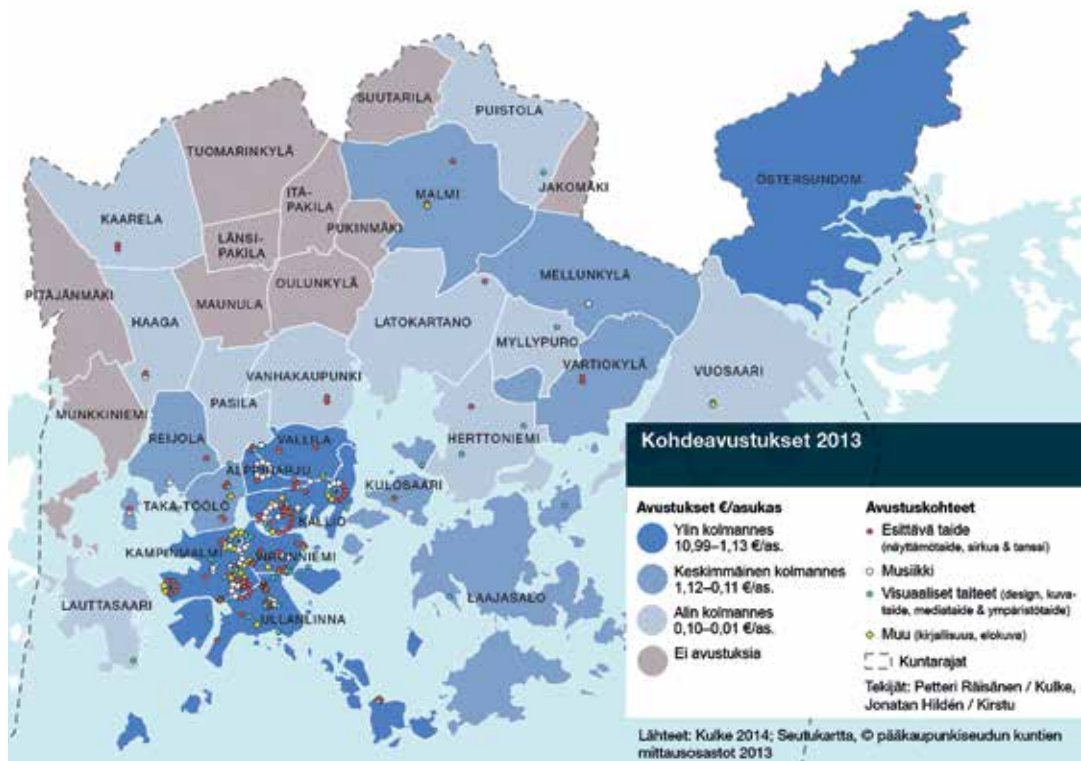 SUUTARILA
PUISTOLA
TUOMARINKYLÄ
ÖSTERSUNDOM
ITÄ-
PAKILA
JAKOMÄKI
MALMI
KAARELA
PUKINMÄKI
LÄNSI-
PAKILA
MELLUNKYLÄ
OULUNKYLÄ
PITÄJÄNMÄKI
MAUNULA
HAAGA
LATOKARTANO
MYLLYPURO
VARTIOKYLÄ
VUOSAARI
VANHAKAUPUNKI
PASILA
MUNKKINIEMI
REIJOLA
VALLILA
HERTTONIEMI
ALPPIHARJU
KULOSAARI
TAKA-TÖÖLÖ
KALLIO
KAMPINMALMI
VIRONNIEMI
LAUTTASAARI
LAAJASALO
ULLANLINNA
Kohdeavustukset 2013
Avustukset €/asukas
Ylin kolmannes
10,99–1,13 €/as.
Keskimmäinen kolmannes
1,12–0,11 €/as.
Alin kolmannes
0,10–0,01 €/as.
Ei avustuksia
Avustuskohteet
Esittävä taide
(näyttämötaide, sirkus & tanssi)
Musiikki
Visuaaliset taiteet (design, kuva-
taide, mediataide & ympäristötaide)
Muu (kirjallisuus, elokuva)
Kuntarajat
Tekijät: Petteri Räisänen / Kulke,
Jonatan Hildén / Kirstu
Lähteet: Kulke 2014; Seutukartta, © pääkaupunkiseudun kuntien
mittausosastot 2013